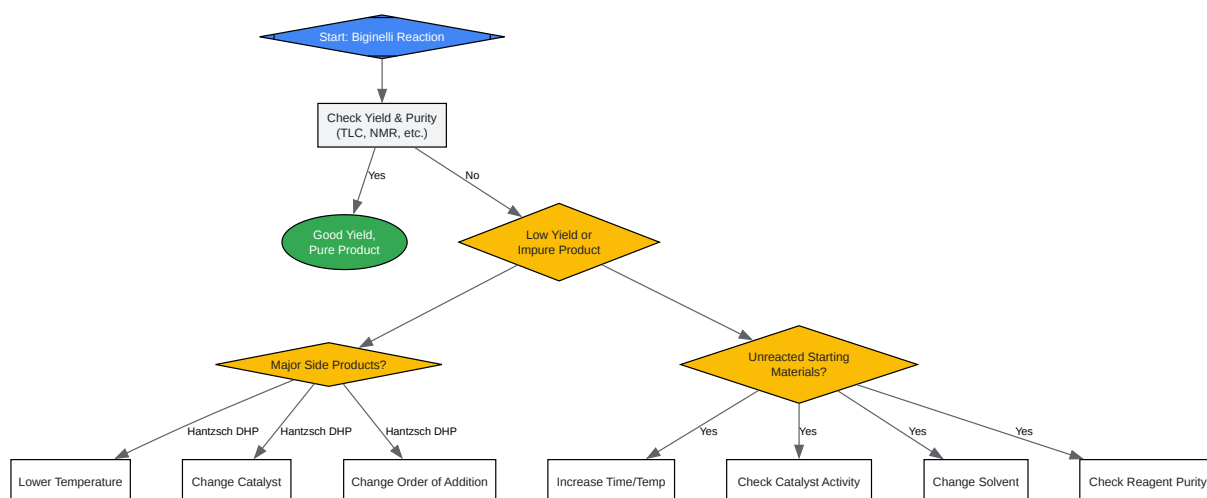 Start: Biginelli Reaction
Check Yield & Purity
(TLC, NMR, etc.)
Yes
No
Good Yield,
Pure Product
Low Yield or
Impure Product
Major Side Products?
Unreacted Starting
Materials?
Hantzsch DHP
Hantzsch DHP
Hantzsch DHP
Yes
Yes
Yes
Yes
Lower Temperature
Change Catalyst
Change Order of Addition
Increase Time/Temp
Check Catalyst Activity
Change Solvent
Check Reagent Purity